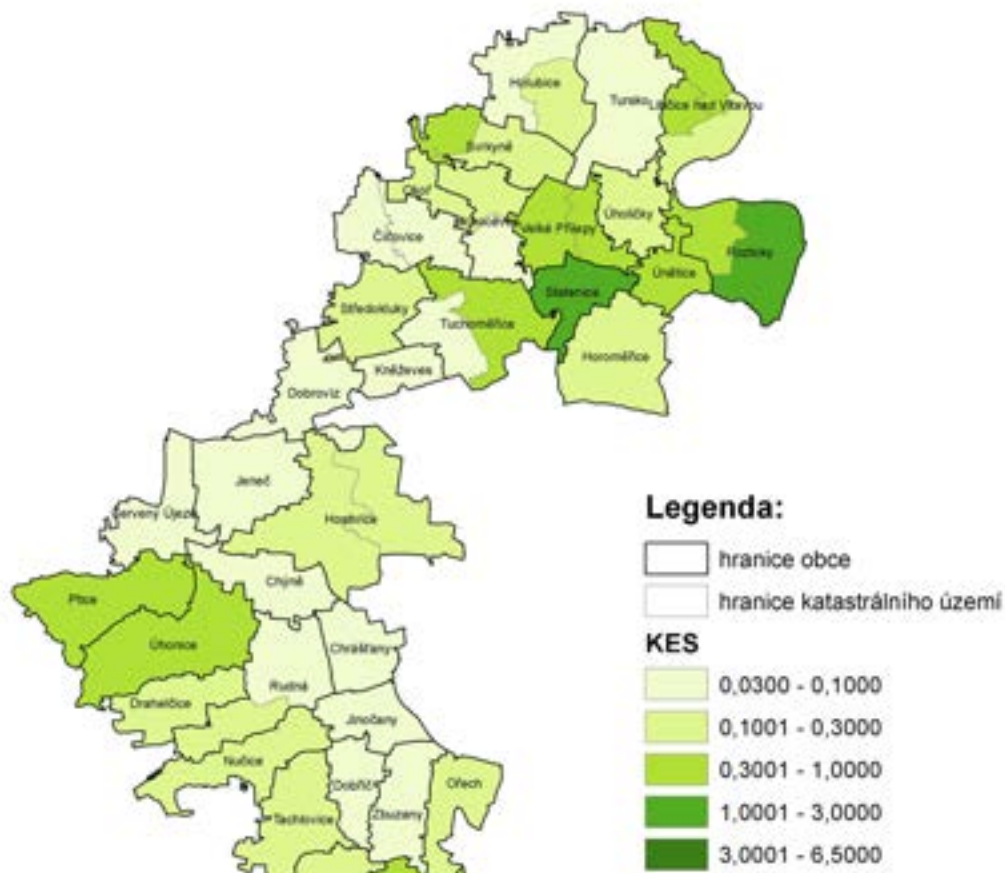 Holubice
Tursko
Libčice nad Vltavou
Svrkyně
Okoř
Úholičky
Číčovice
Velké Přílepy
Roztoky
Únětice
Statenice
Středokluky
Tuchoměřice
Horoměřice
Kněževes
Dobrovíz
Jeneč
Červený Újezd
Hostivice
Chýně
Ptice
Úhonice
Chrášťany
Rudná
Drahelčice
Jinočany
Nučice
Dobříč
Ořech
Zbuzany
Tachlovice
Legenda:
hranice obce
hranice katastrálního území
KES
0,0300 - 0,1000
0,1001 - 0,3000
0,3001 - 1,0000
1,0001 - 3,0000
3,0001 - 6,5000